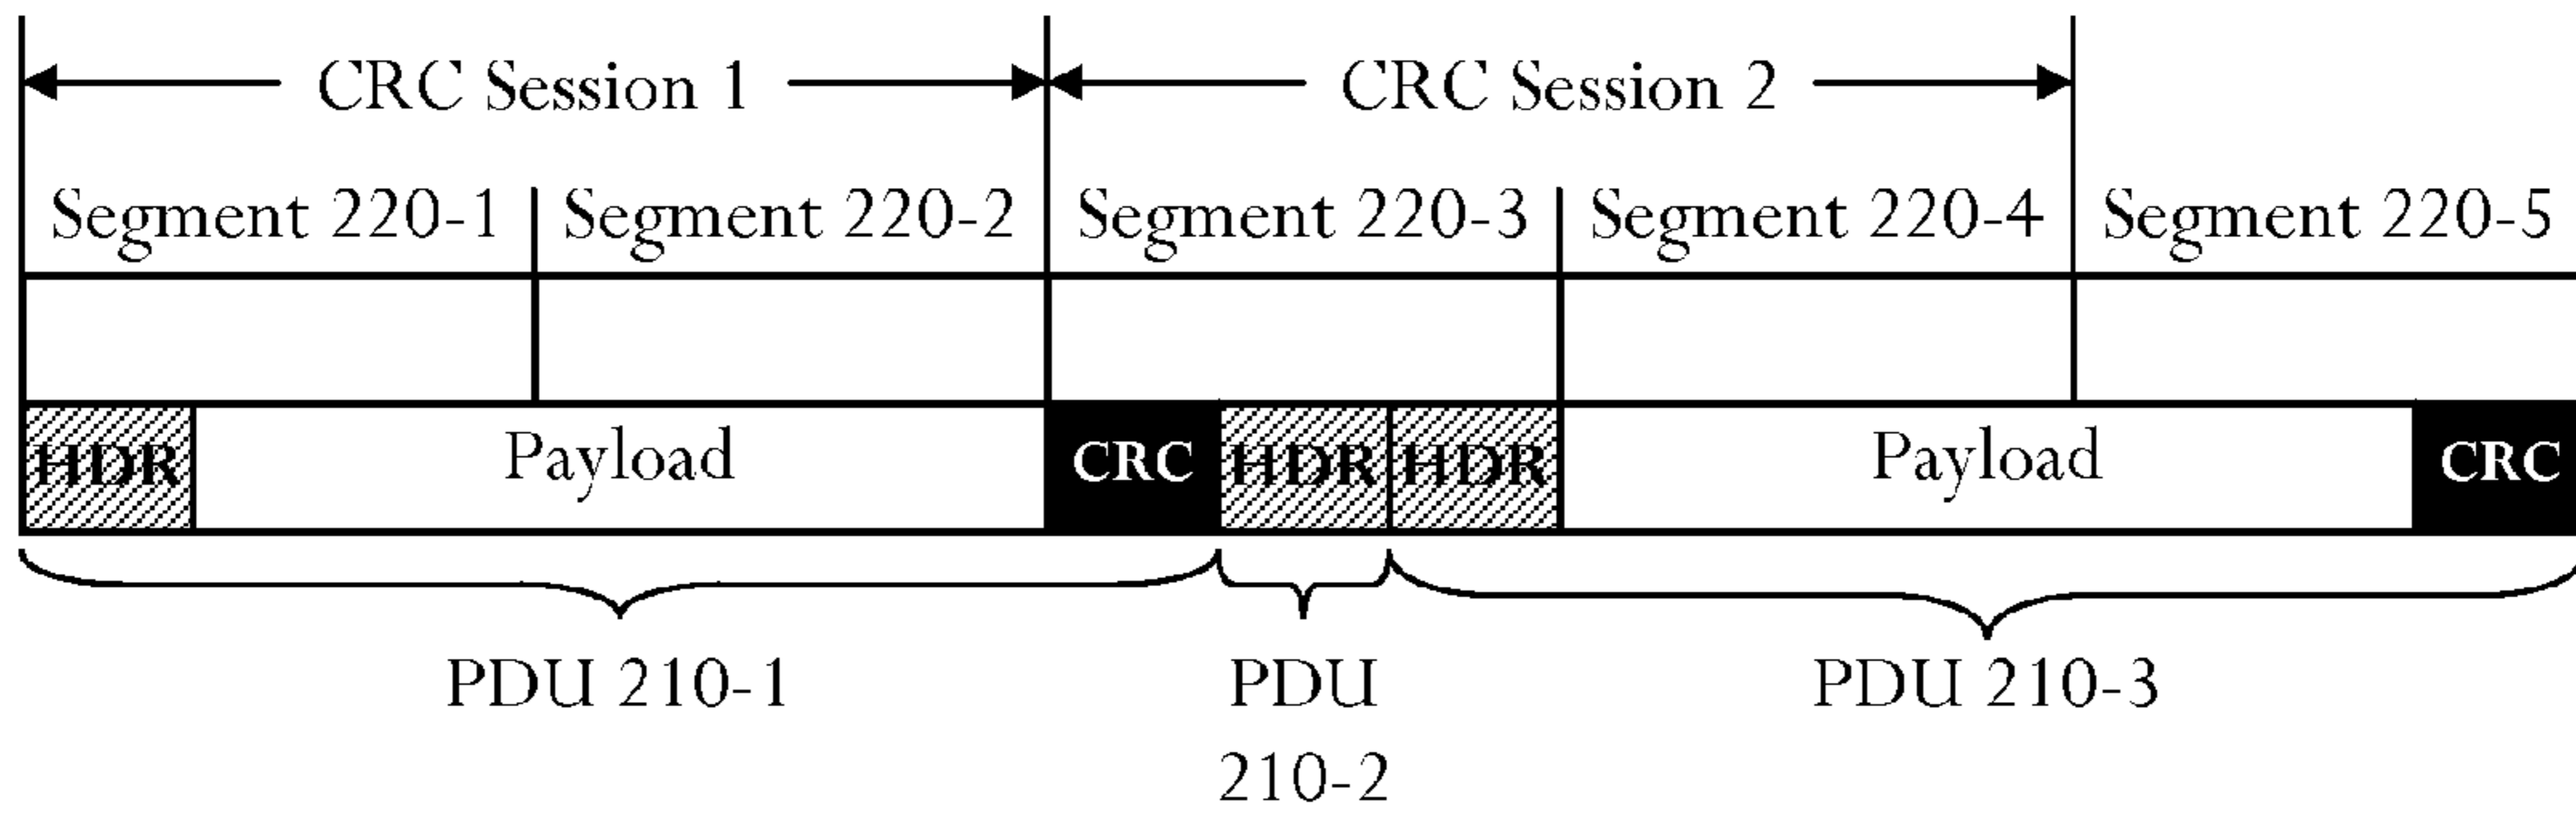 CRC Session 1 CRC Session 2
Segment 220-1 Segment 220-2 Segment 220-3 Segment 220-4 Segment 220-5
HDR Payload CRC HDR HDR Payload CRC
PDU 210-1 PDU PDU 210-3
210-2